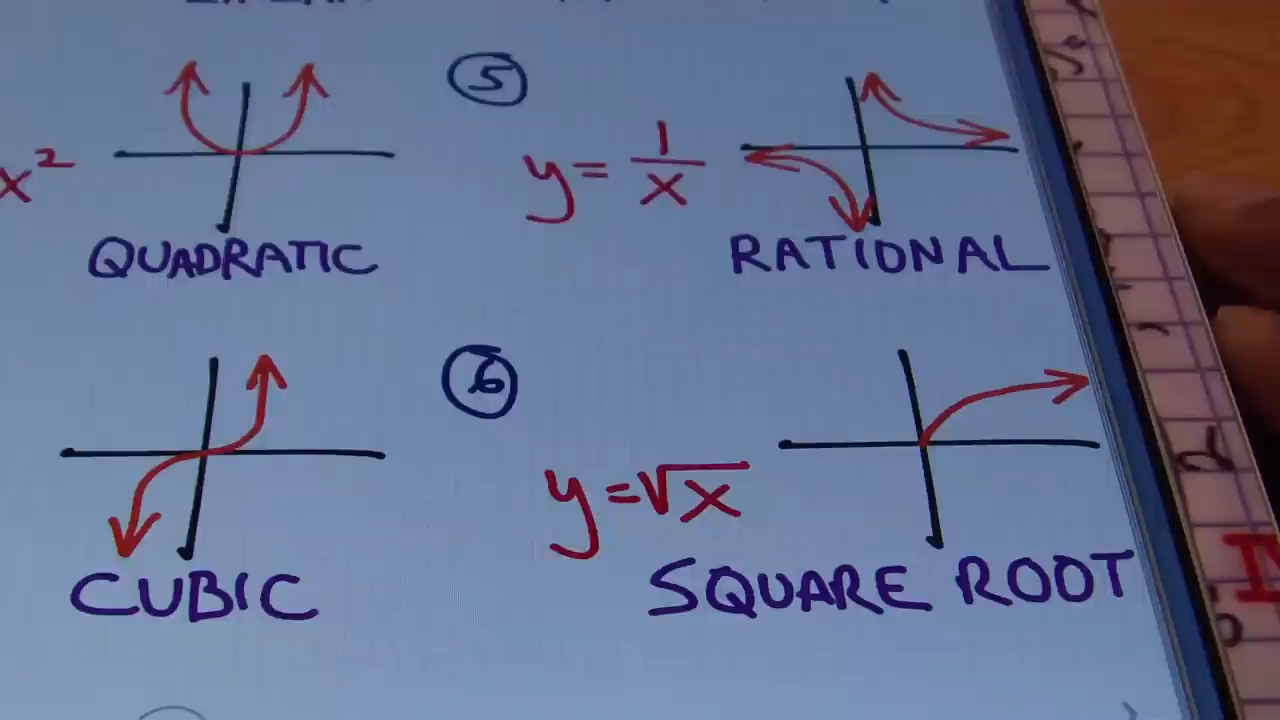 x²
QUADRATIC
5
y = 1/x
RATIONAL
CUBIC
6
y = √x
SQUARE ROOT